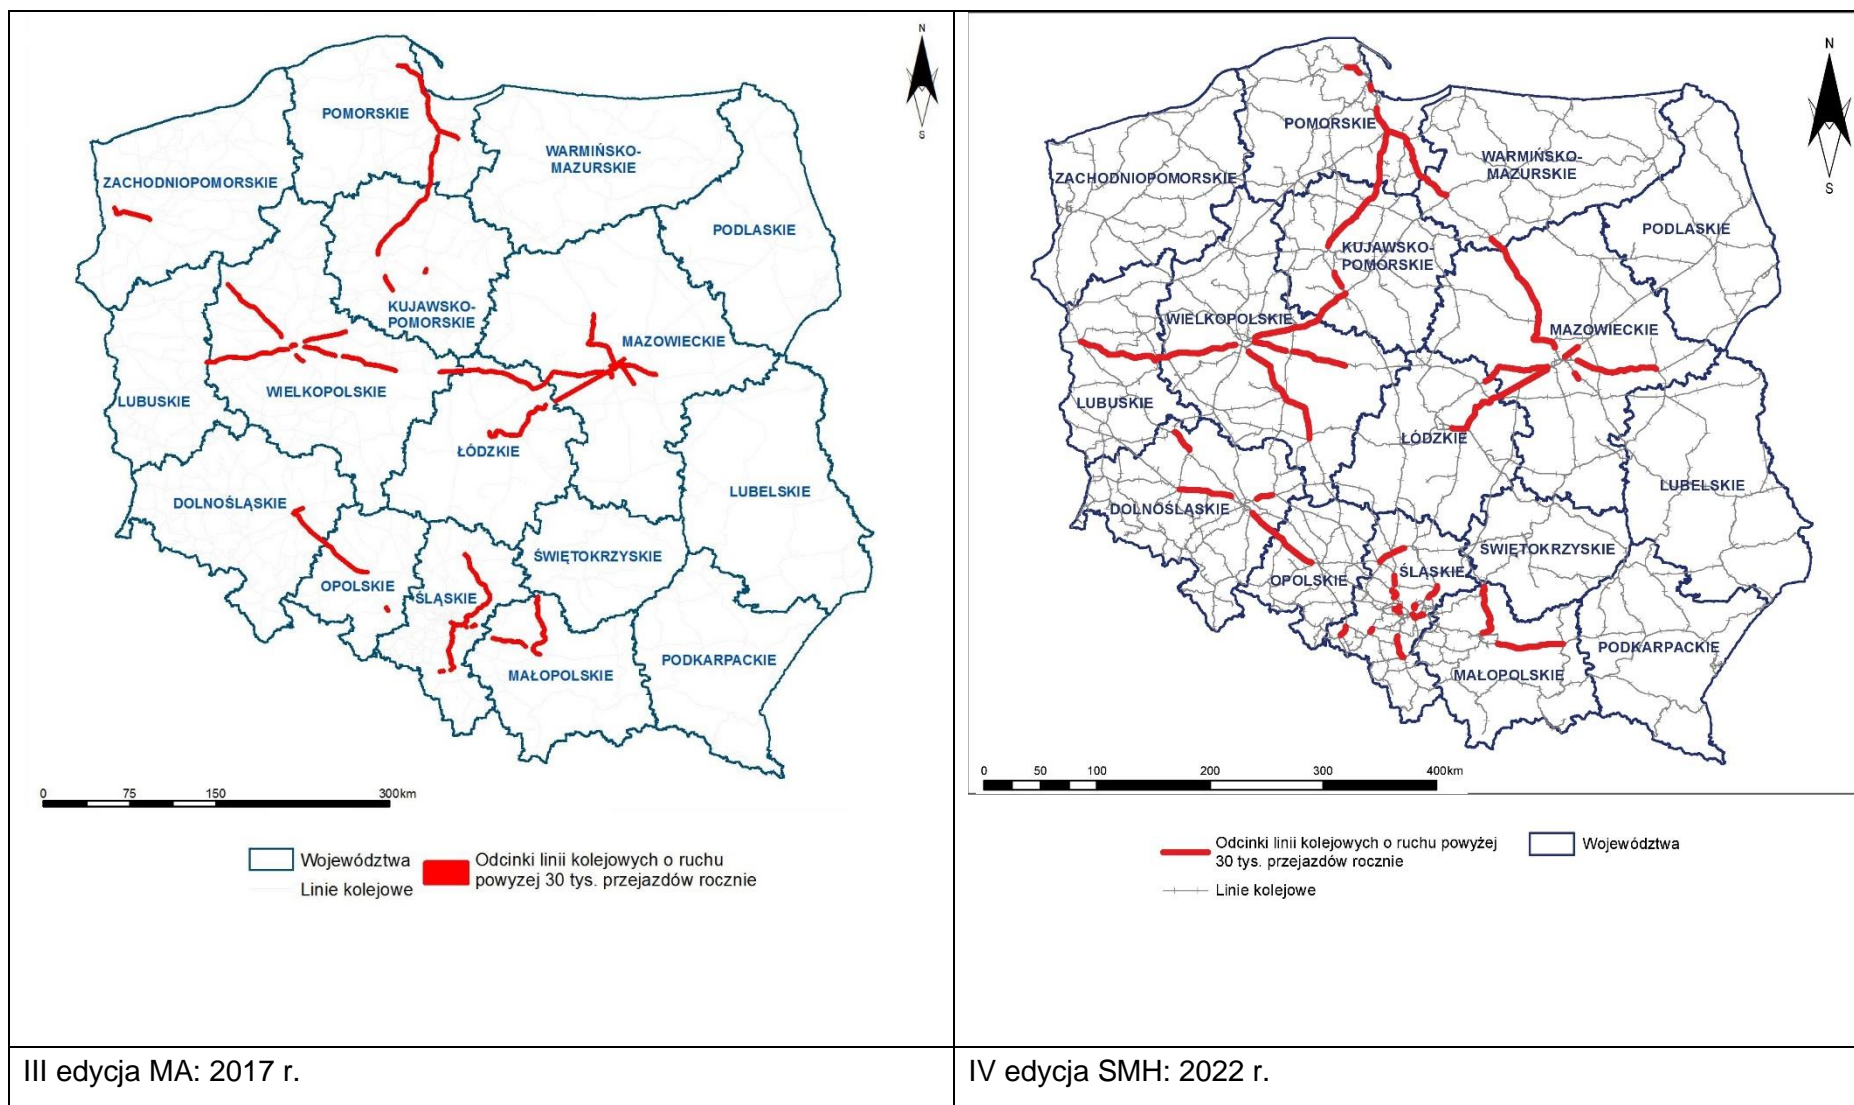 N
S
POMORSKIE
WARMIŃSKO-
MAZURSKIE
ZACHODNIOPOMORSKIE
PODLASKIE
KUJAWSKO-
POMORSKIE
MAZOWIECKIE
LUBUSKIE
WIELKOPOLSKIE
ŁÓDZKIE
LUBELSKIE
DOLNOŚLĄSKIE
ŚWIĘTOKRZYSKIE
OPOLSKIE
ŚLĄSKIE
PODKARPACKIE
MAŁOPOLSKIE
0 75 150 300km
Województwa
Linie kolejowe
Odcinki linii kolejowych o ruchu
powyzej 30 tys. przejazdów rocznie
III edycja MA: 2017 r.
N
S
POMORSKIE
WARMIŃSKO-
MAZURSKIE
ZACHODNIOPOMORSKIE
PODLASKIE
KUJAWSKO-
POMORSKIE
WIELKOPOLSKIE
MAZOWIECKIE
LUBUSKIE
ŁÓDZKIE
LUBELSKIE
DOLNOŚLĄSKIE
ŚWIĘTOKRZYSKIE
OPOLSKIE
ŚLĄSKIE
PODKARPACKIE
MAŁOPOLSKIE
0 50 100 200 300 400km
Odcinki linii kolejowych o ruchu powyżej
30 tys. przejazdów rocznie
Linie kolejowe
Województwa
IV edycja SMH: 2022 r.